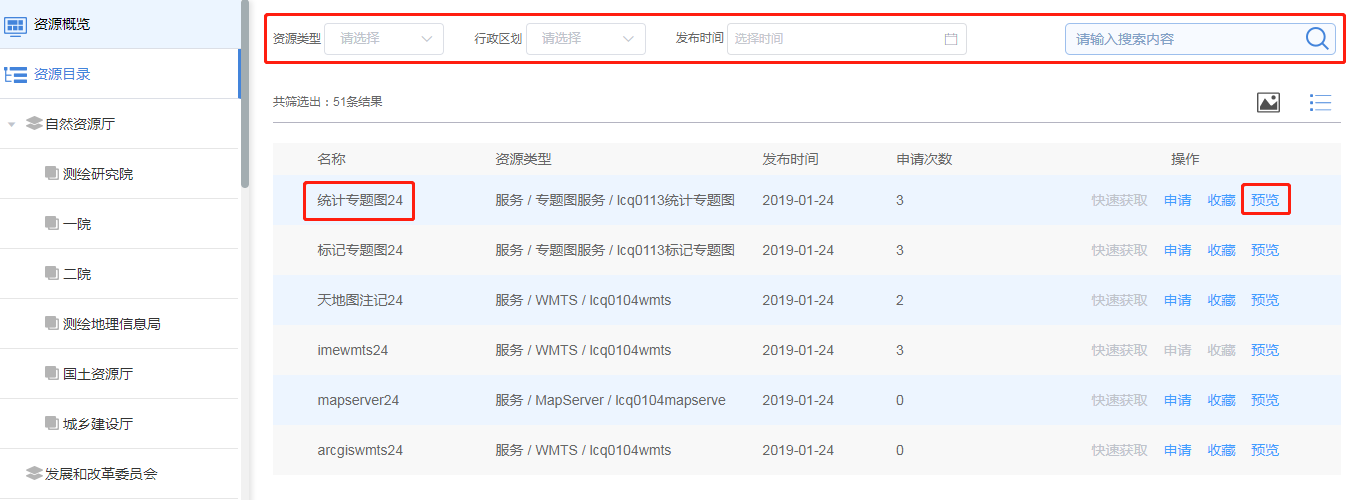 资源概览
资源目录
自然资源厅
测绘研究院
一院
二院
测绘地理信息局
国土资源厅
城乡建设厅
发展和改革委员会
资源类型 请选择 行政区划 请选择 发布时间 选择时间 请输入搜索内容
共筛选出：51条结果
名称 资源类型 发布时间 申请次数 操作
统计专题图24 服务 / 专题图服务 / lcq0113统计专题图 2019-01-24 3 快速获取 申请 收藏 预览
标记专题图24 服务 / 专题图服务 / lcq0113标记专题图 2019-01-24 3 快速获取 申请 收藏 预览
天地图注记24 服务 / WMTS / lcq0104wmts 2019-01-24 2 快速获取 申请 收藏 预览
imewmts24 服务 / WMTS / lcq0104wmts 2019-01-24 3 快速获取 申请 收藏 预览
mapserver24 服务 / MapServer / lcq0104mapserve 2019-01-24 0 快速获取 申请 收藏 预览
arcgiswmts24 服务 / WMTS / lcq0104wmts 2019-01-24 0 快速获取 申请 收藏 预览